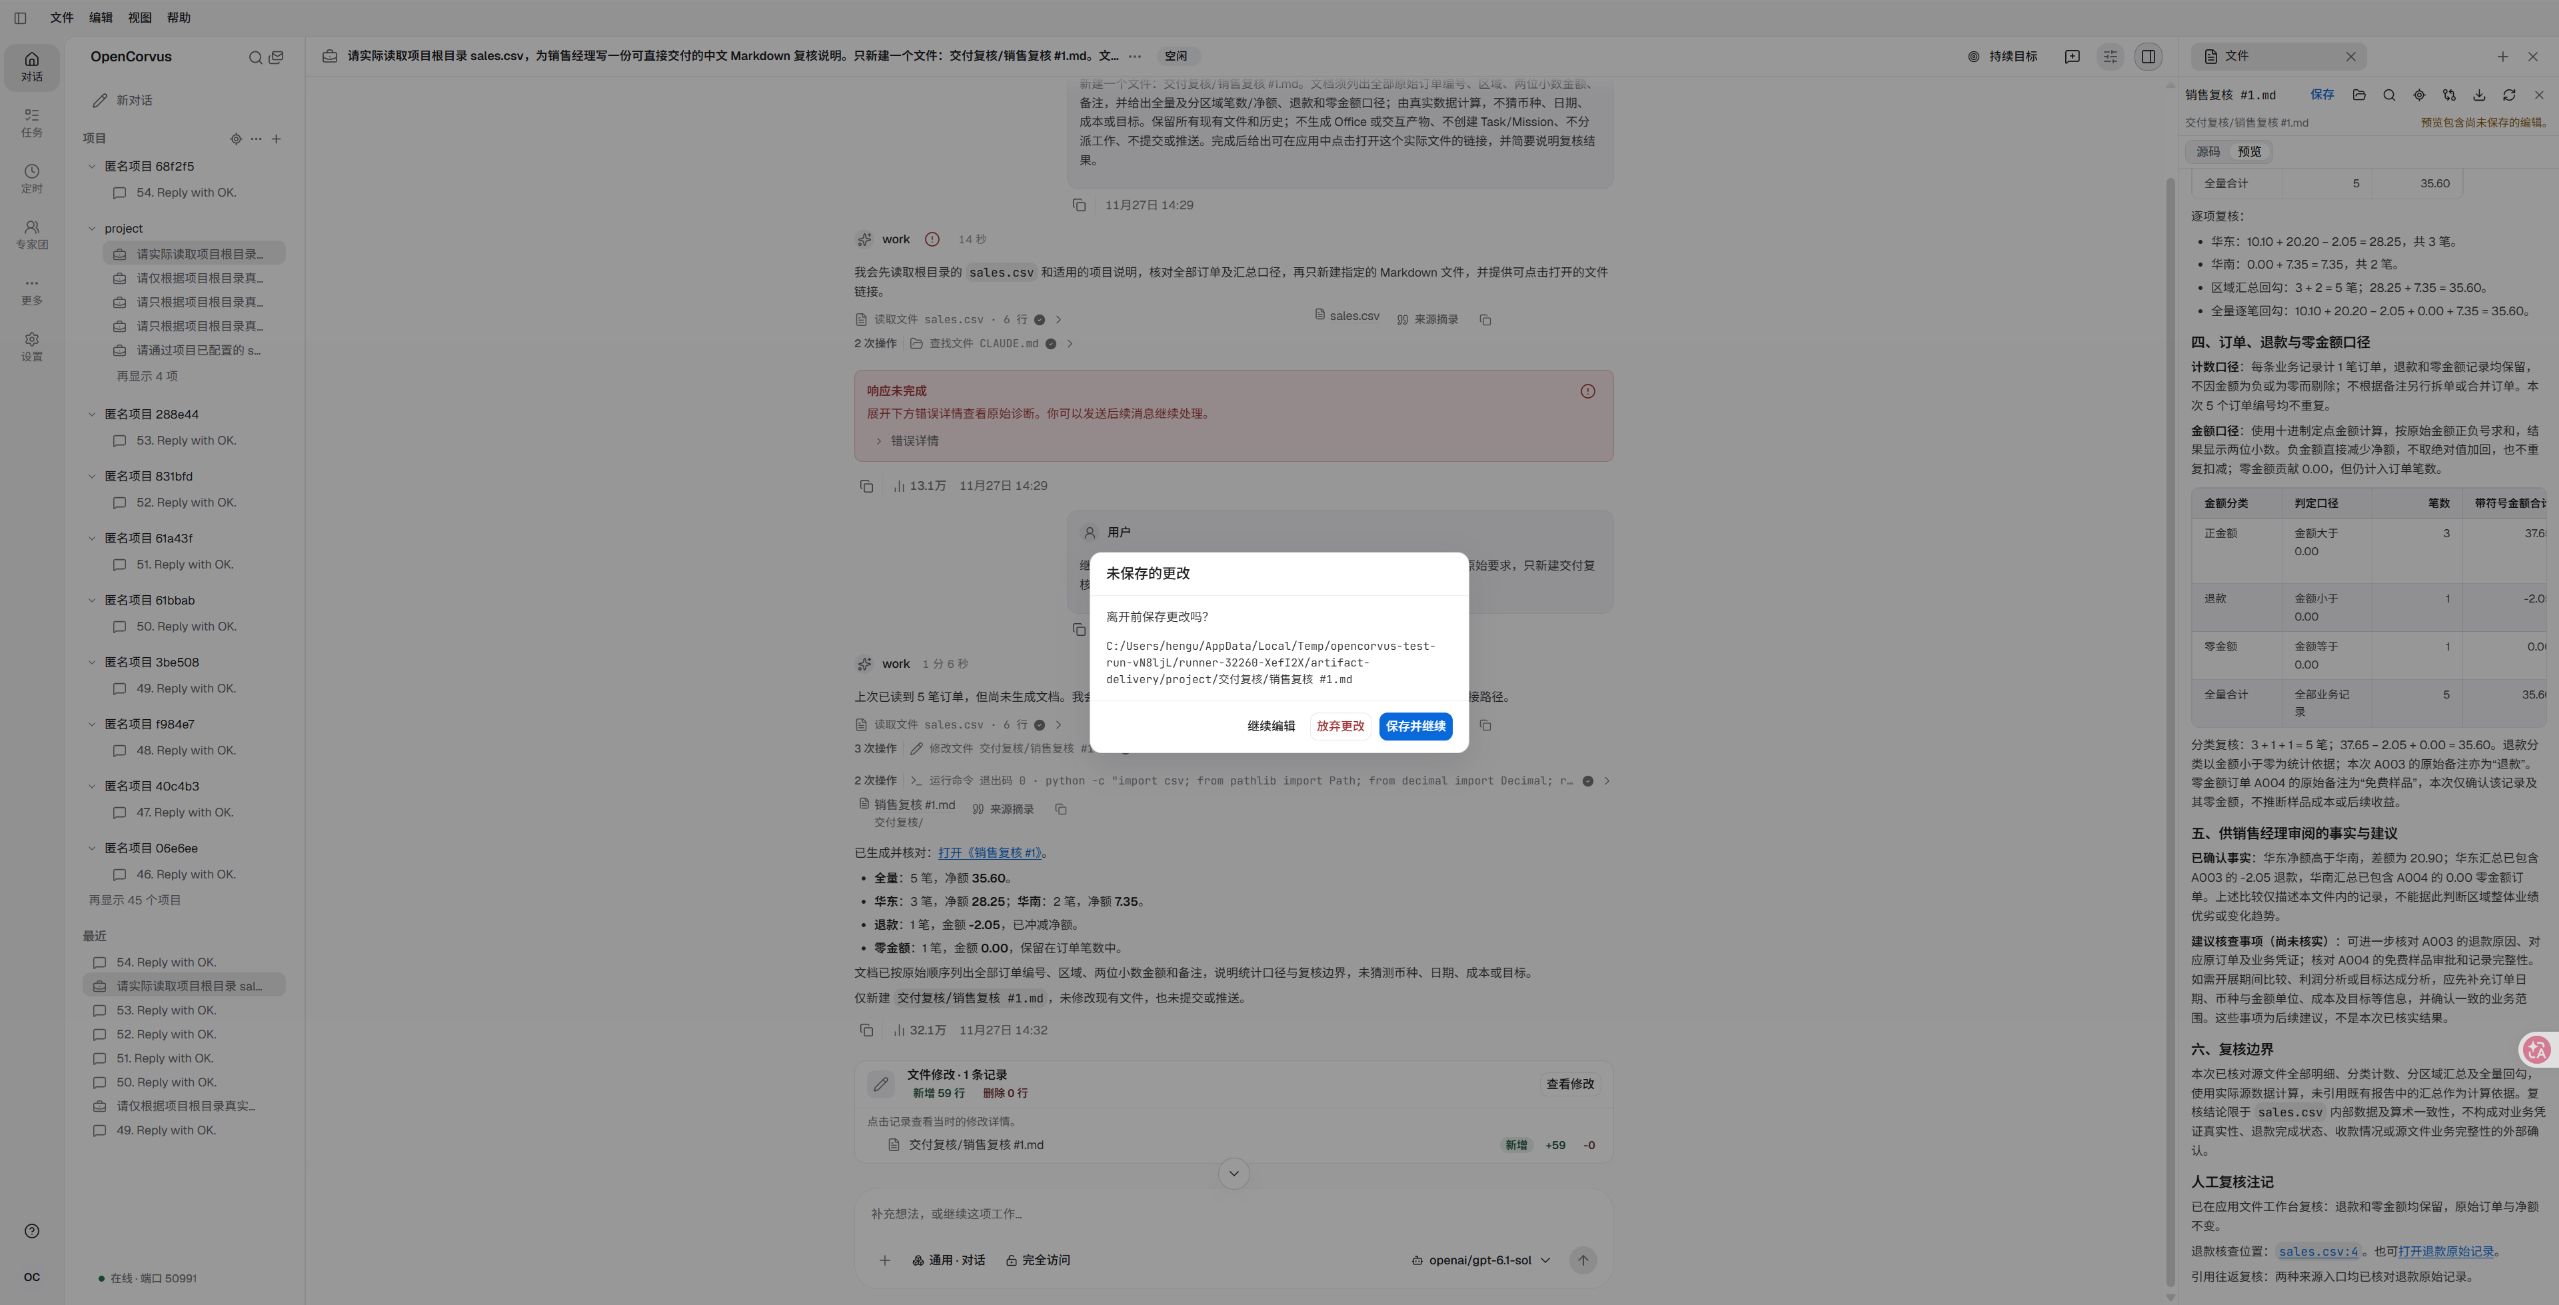 文件 编辑 视图 帮助
对话
任务
定时
专家团
更多
设置
OC
OpenCorvus
新对话
项目
匿名项目 68f2f5
54. Reply with OK.
project
请实际读取项目根目录...
请仅根据项目根目录真...
请只根据项目根目录真...
请只根据项目根目录真...
请通过项目已配置的 s...
再显示 4 项
匿名项目 288e44
53. Reply with OK.
匿名项目 831bfd
52. Reply with OK.
匿名项目 61a43f
51. Reply with OK.
匿名项目 61bbab
50. Reply with OK.
匿名项目 3be508
49. Reply with OK.
匿名项目 f984e7
48. Reply with OK.
匿名项目 40c4b3
47. Reply with OK.
匿名项目 06e6ee
46. Reply with OK.
再显示 45 个项目
最近
54. Reply with OK.
请实际读取项目根目录 sal...
53. Reply with OK.
52. Reply with OK.
51. Reply with OK.
50. Reply with OK.
请仅根据项目根目录真实...
49. Reply with OK.
在线 · 端口 50991
请实际读取项目根目录 sales.csv，为销售经理写一份可直接交付的中文 Markdown 复核说明。只新建一个文件：交付复核/销售复核 #1.md。文... ··· 空闲
持续目标
新建一个文件：交付复核/销售复核 #1.md。文档须列出全部原始订单编号、区域、两位小数金额、
备注，并给出全量及分区域笔数/净额、退款和零金额口径；由真实数据计算，不猜币种、日期、
成本或目标。保留所有现有文件和历史；不生成 Office 或交互产物、不创建 Task/Mission、不分
派工作、不提交或推送。完成后给出可在应用中点击打开这个实际文件的链接，并简要说明复核结
果。
11月27日 14:29
work 14 秒
我会先读取根目录的 sales.csv 和适用的项目说明，核对全部订单及汇总口径，再只新建指定的 Markdown 文件，并提供可点击打开的文件
链接。
读取文件 sales.csv · 6 行
sales.csv 来源摘录
2 次操作 查找文件 CLAUDE.md
响应未完成
展开下方错误详情查看原始诊断。你可以发送后续消息继续处理。
错误详情
13.1万 11月27日 14:29
用户
继
原始要求，只新建交付复
核
work 1 分 6 秒
上次已读到 5 笔订单，但尚未生成文档。我会
接路径。
读取文件 sales.csv · 6 行
3 次操作 修改文件 交付复核/销售复核 #1
2 次操作 运行命令 退出码 0 · python -c "import csv; from pathlib import Path; from decimal import Decimal; r…
销售复核 #1.md 来源摘录
交付复核/
已生成并核对：打开《销售复核 #1》。
全量：5 笔，净额 35.60。
华东：3 笔，净额 28.25；华南：2 笔，净额 7.35。
退款：1 笔，金额 -2.05，已冲减净额。
零金额：1 笔，金额 0.00，保留在订单笔数中。
文档已按原始顺序列出全部订单编号、区域、两位小数金额和备注，说明统计口径与复核边界，未猜测币种、日期、成本或目标。
仅新建 交付复核/销售复核 #1.md，未修改现有文件，也未提交或推送。
32.1万 11月27日 14:32
文件修改 · 1 条记录
新增 59 行 删除 0 行
查看修改
点击记录查看当时的修改详情。
交付复核/销售复核 #1.md 新增 +59 -0
补充想法，或继续这项工作...
通用 · 对话 完全访问 openai/gpt-6.1-sol
未保存的更改
离开前保存更改吗？
C:/Users/hengu/AppData/Local/Temp/opencorvus-test-
run-vN8ljL/runner-32260-XefI2X/artifact-
delivery/project/交付复核/销售复核 #1.md
继续编辑 放弃更改 保存并继续
文件
销售复核 #1.md 保存
交付复核/销售复核 #1.md 预览包含尚未保存的编辑。
源码 预览
全量合计 5 35.60
逐项复核：
华东：10.10 + 20.20 − 2.05 = 28.25，共 3 笔。
华南：0.00 + 7.35 = 7.35，共 2 笔。
区域汇总回勾：3 + 2 = 5 笔；28.25 + 7.35 = 35.60。
全量逐笔回勾：10.10 + 20.20 − 2.05 + 0.00 + 7.35 = 35.60。
四、订单、退款与零金额口径
计数口径：每条业务记录计 1 笔订单，退款和零金额记录均保留，
不因金额为负或为零而剔除；不根据备注另行拆单或合并订单。本
次 5 个订单编号均不重复。
金额口径：使用十进制定点金额计算，按原始金额正负号求和，结
果显示两位小数。负金额直接减少净额，不取绝对值加回，也不重
复扣减；零金额贡献 0.00，但仍计入订单笔数。
金额分类 判定口径 笔数 带符号金额合计
正金额 金额大于 3 37.6
0.00
退款 金额小于 1 -2.0
0.00
零金额 金额等于 1 0.0
0.00
全量合计 全部业务记 5 35.6
录
分类复核：3 + 1 + 1 = 5 笔；37.65 − 2.05 + 0.00 = 35.60。退款分
类以金额小于零为统计依据；本次 A003 的原始备注亦为“退款”。
零金额订单 A004 的原始备注为“免费样品”，本次仅确认该记录及
其零金额，不推断样品成本或后续收益。
五、供销售经理审阅的事实与建议
已确认事实：华东净额高于华南，差额为 20.90；华东汇总已包含
A003 的 -2.05 退款，华南汇总已包含 A004 的 0.00 零金额订
单。上述比较仅描述本文件内的记录，不能据此判断区域整体业绩
优劣或变化趋势。
建议核查事项（尚未核实）：可进一步核对 A003 的退款原因、对
应原订单及业务凭证；核对 A004 的免费样品审批和记录完整性。
如需开展期间比较、利润分析或目标达成分析，应先补充订单日
期、币种与金额单位、成本及目标等信息，并确认一致的业务范
围。这些事项为后续建议，不是本次已核实结果。
六、复核边界
本次已核对源文件全部明细、分类计数、分区域汇总及全量回勾，
使用实际源数据计算，未引用既有报告中的汇总作为计算依据。复
核结论限于 sales.csv 内部数据及算术一致性，不构成对业务凭
证真实性、退款完成状态、收款情况或源文件业务完整性的外部确
认。
人工复核注记
已在应用文件工作台复核：退款和零金额均保留，原始订单与净额
不变。
退款核查位置：sales.csv:4。也可打开退款原始记录。
引用往返复核：两种来源入口均已核对退款原始记录。